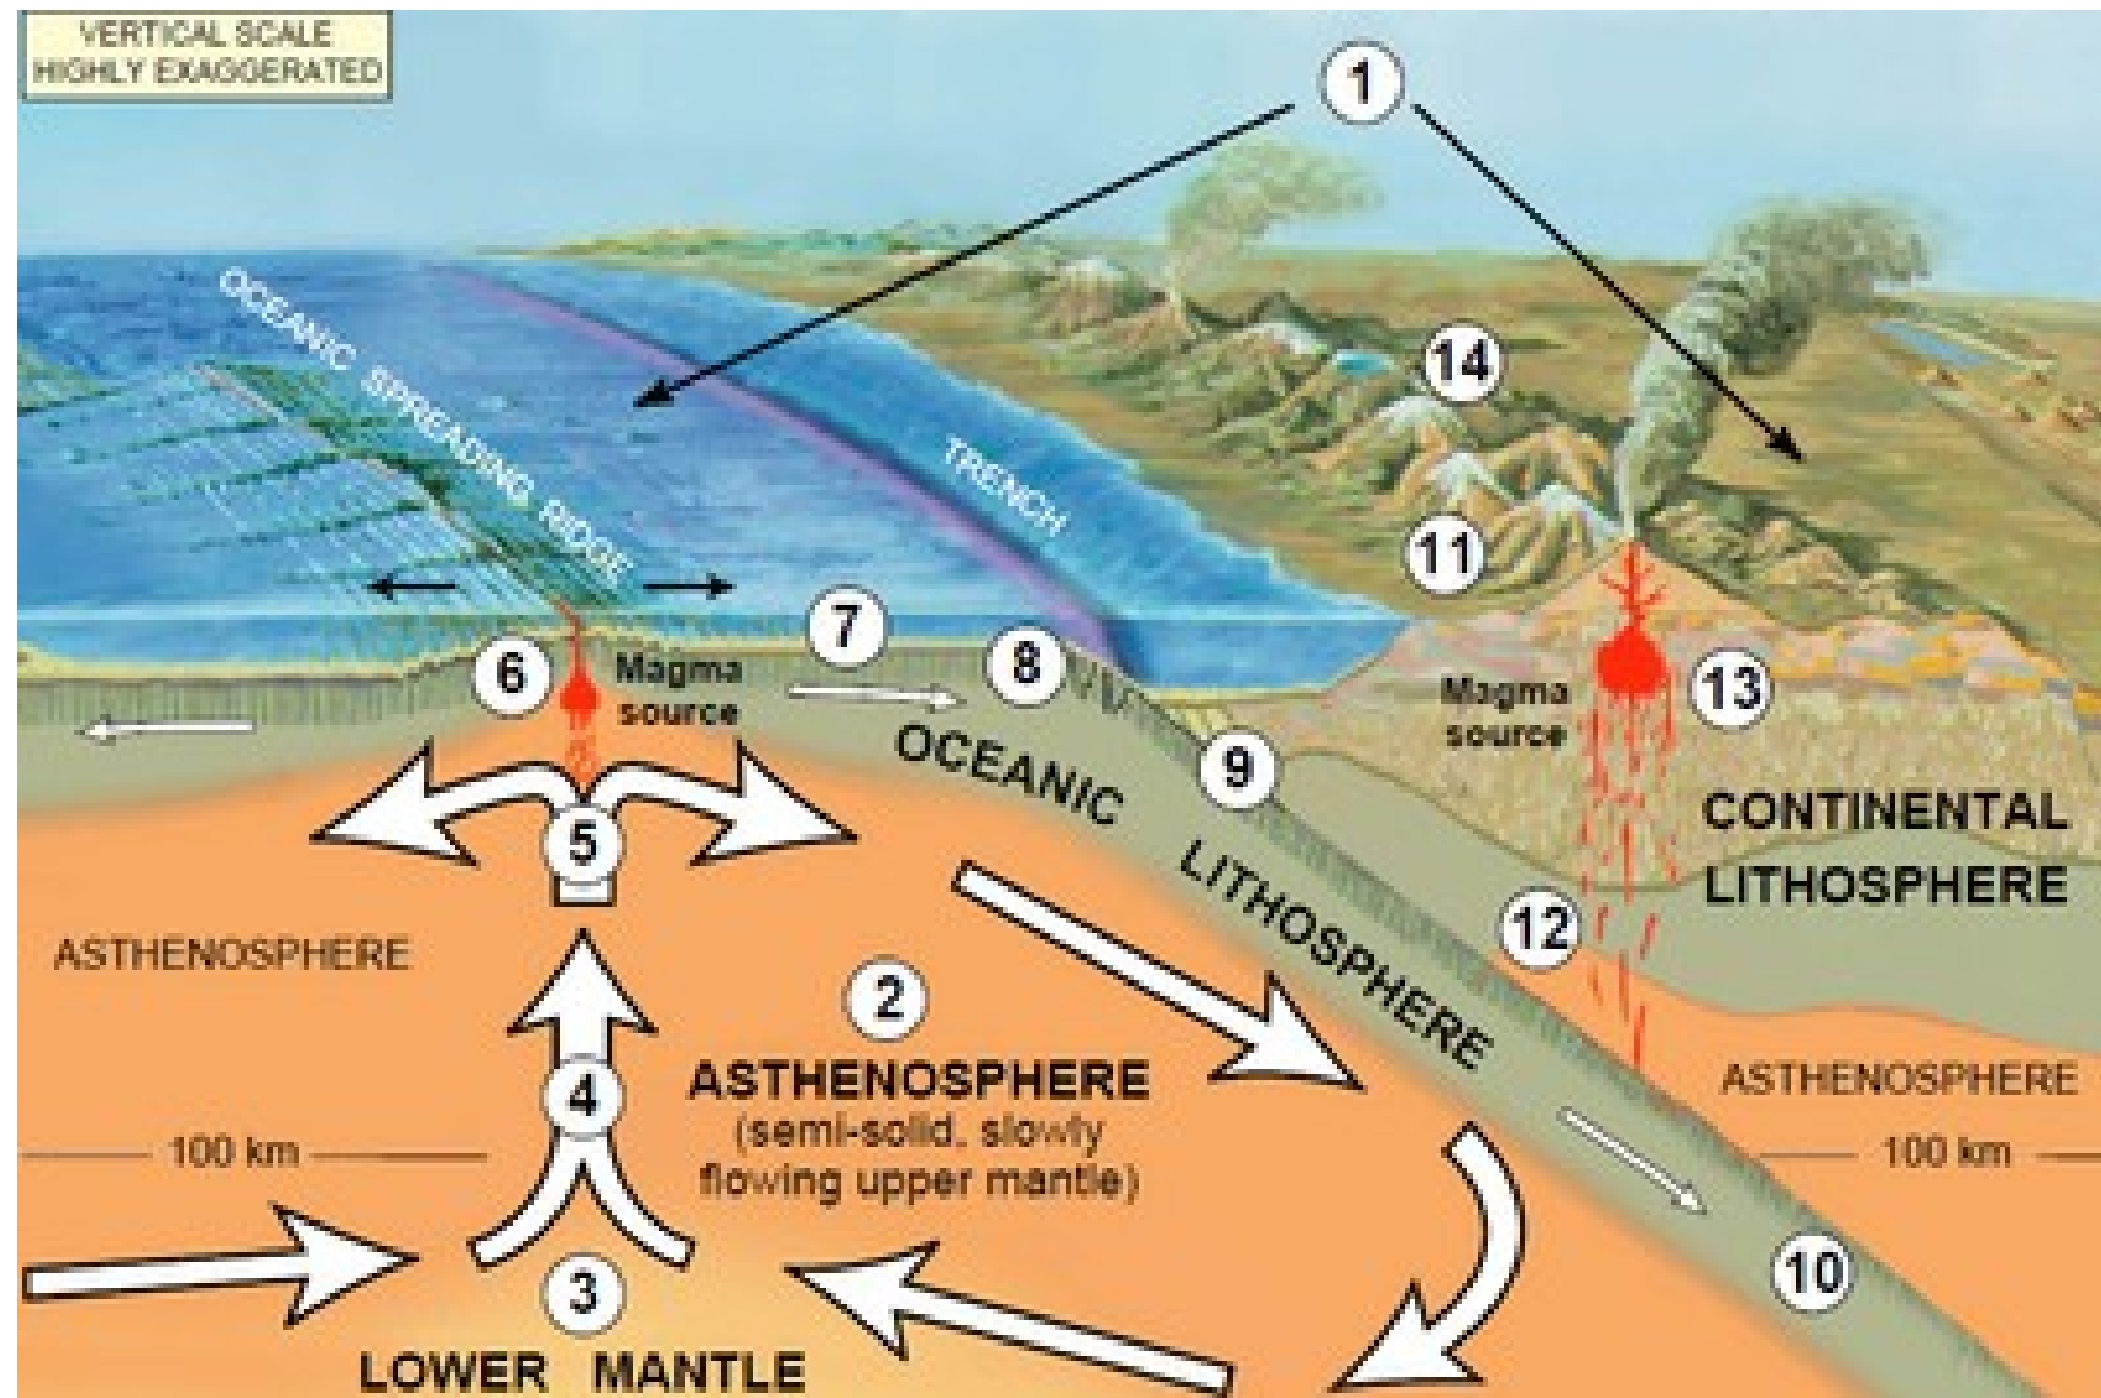 VERTICAL SCALE
HIGHLY EXAGGERATED
1
OCEANIC SPREADING RIDGE
TRENCH
14
11
7
8
6
Magma
source
13
Magma
source
OCEANIC LITHOSPHERE
9
5
CONTINENTAL
LITHOSPHERE
12
ASTHENOSPHERE
2
ASTHENOSPHERE
(semi-solid, slowly
flowing upper mantle)
4
ASTHENOSPHERE
100 km
100 km
3
10
LOWER MANTLE